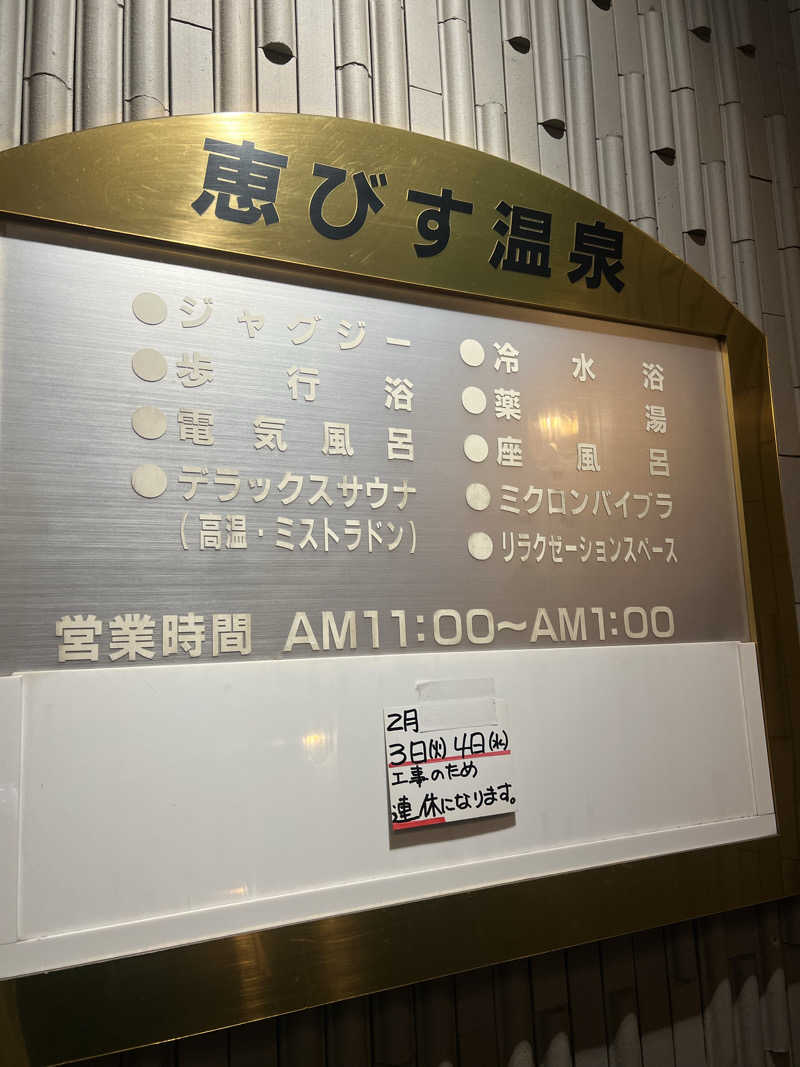 恵びす温泉
●ジャグジー
●歩行浴
●電気風呂
●デラックスサウナ
(高温・ミストラドン)
●冷水浴
●薬湯
●座風呂
●ミクロンバイブラ
●リラクゼーションスペース
営業時間 AM11:00～AM1:00
2月
3日(火) 4日(水)
工事のため
連休になります。